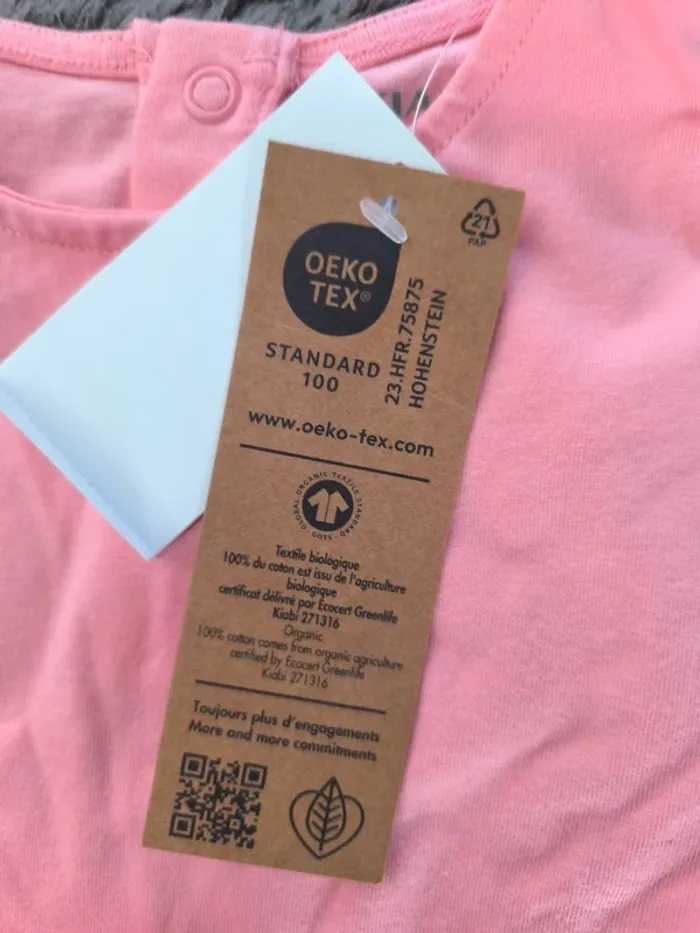 OEKO
TEX®
STANDARD
100
23.HFR.75875
HOHENSTEIN
21
PAP
www.oeko-tex.com
GLOBAL ORGANIC TEXTILE STANDARD
GOTS
Textile biologique
100% du coton est issu de l'agriculture
biologique
certificat délivré par Ecocert Greenlife
Kiabi 271316
Organic
100% cotton comes from organic agriculture
certified by Ecocert Greenlife
Kiabi 271316
Toujours plus d'engagements
More and more commitments